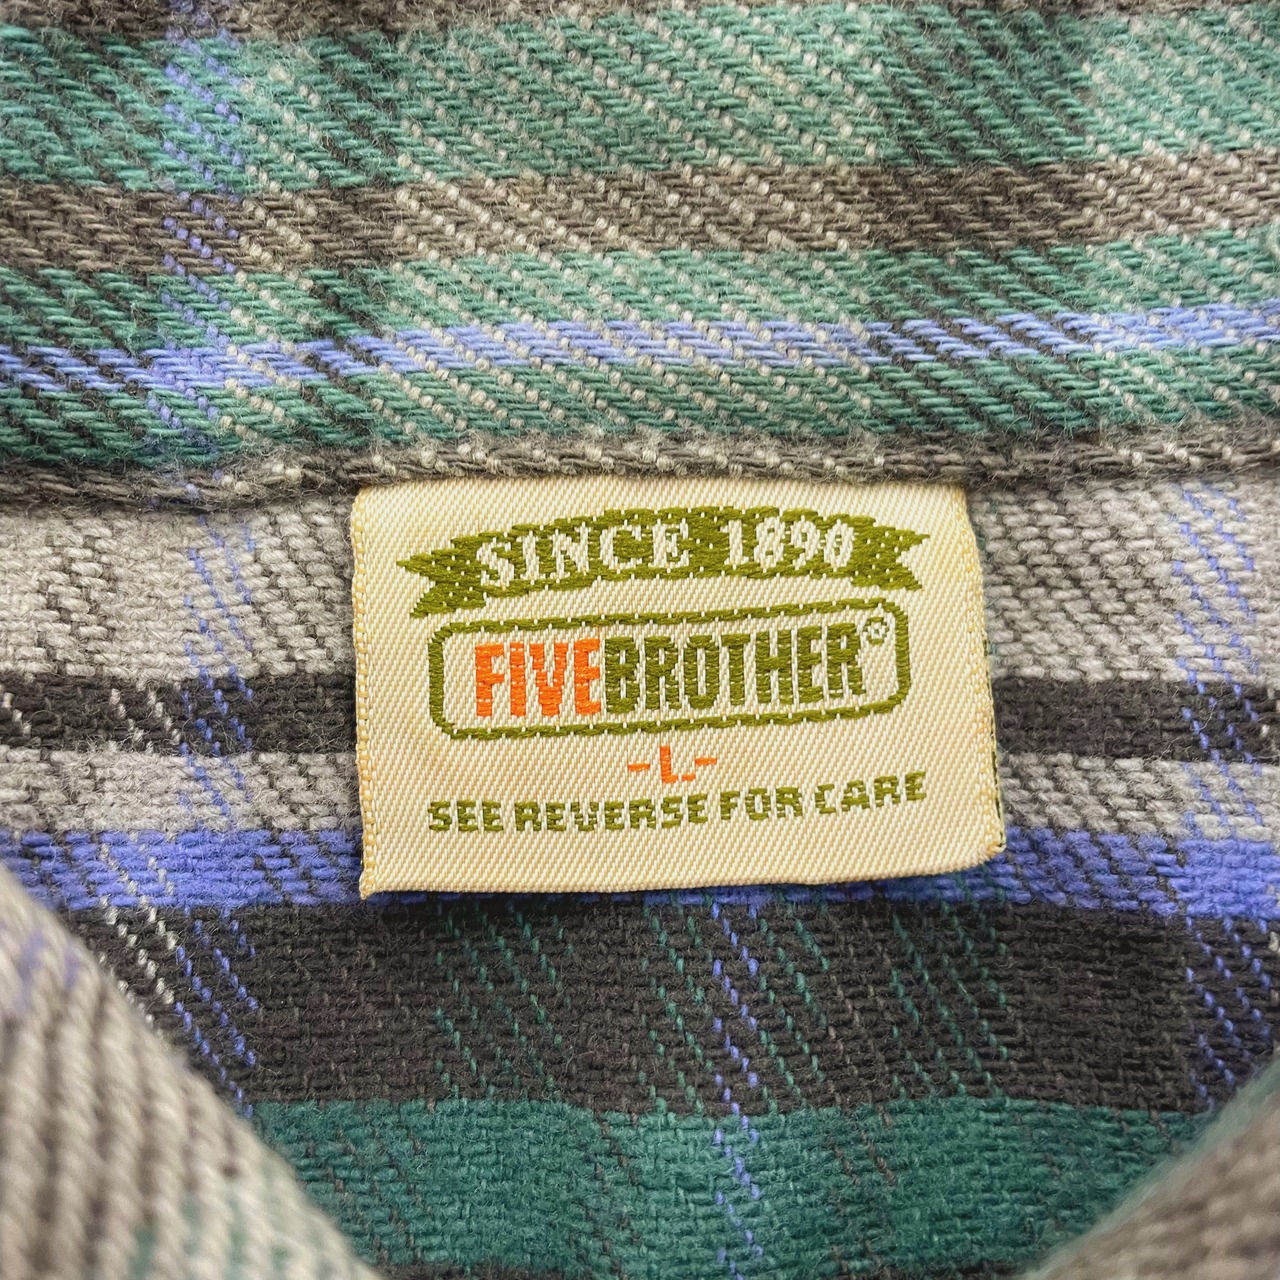 SINCE 1890
FIVEBROTHER®
-L-
SEE REVERSE FOR CARE